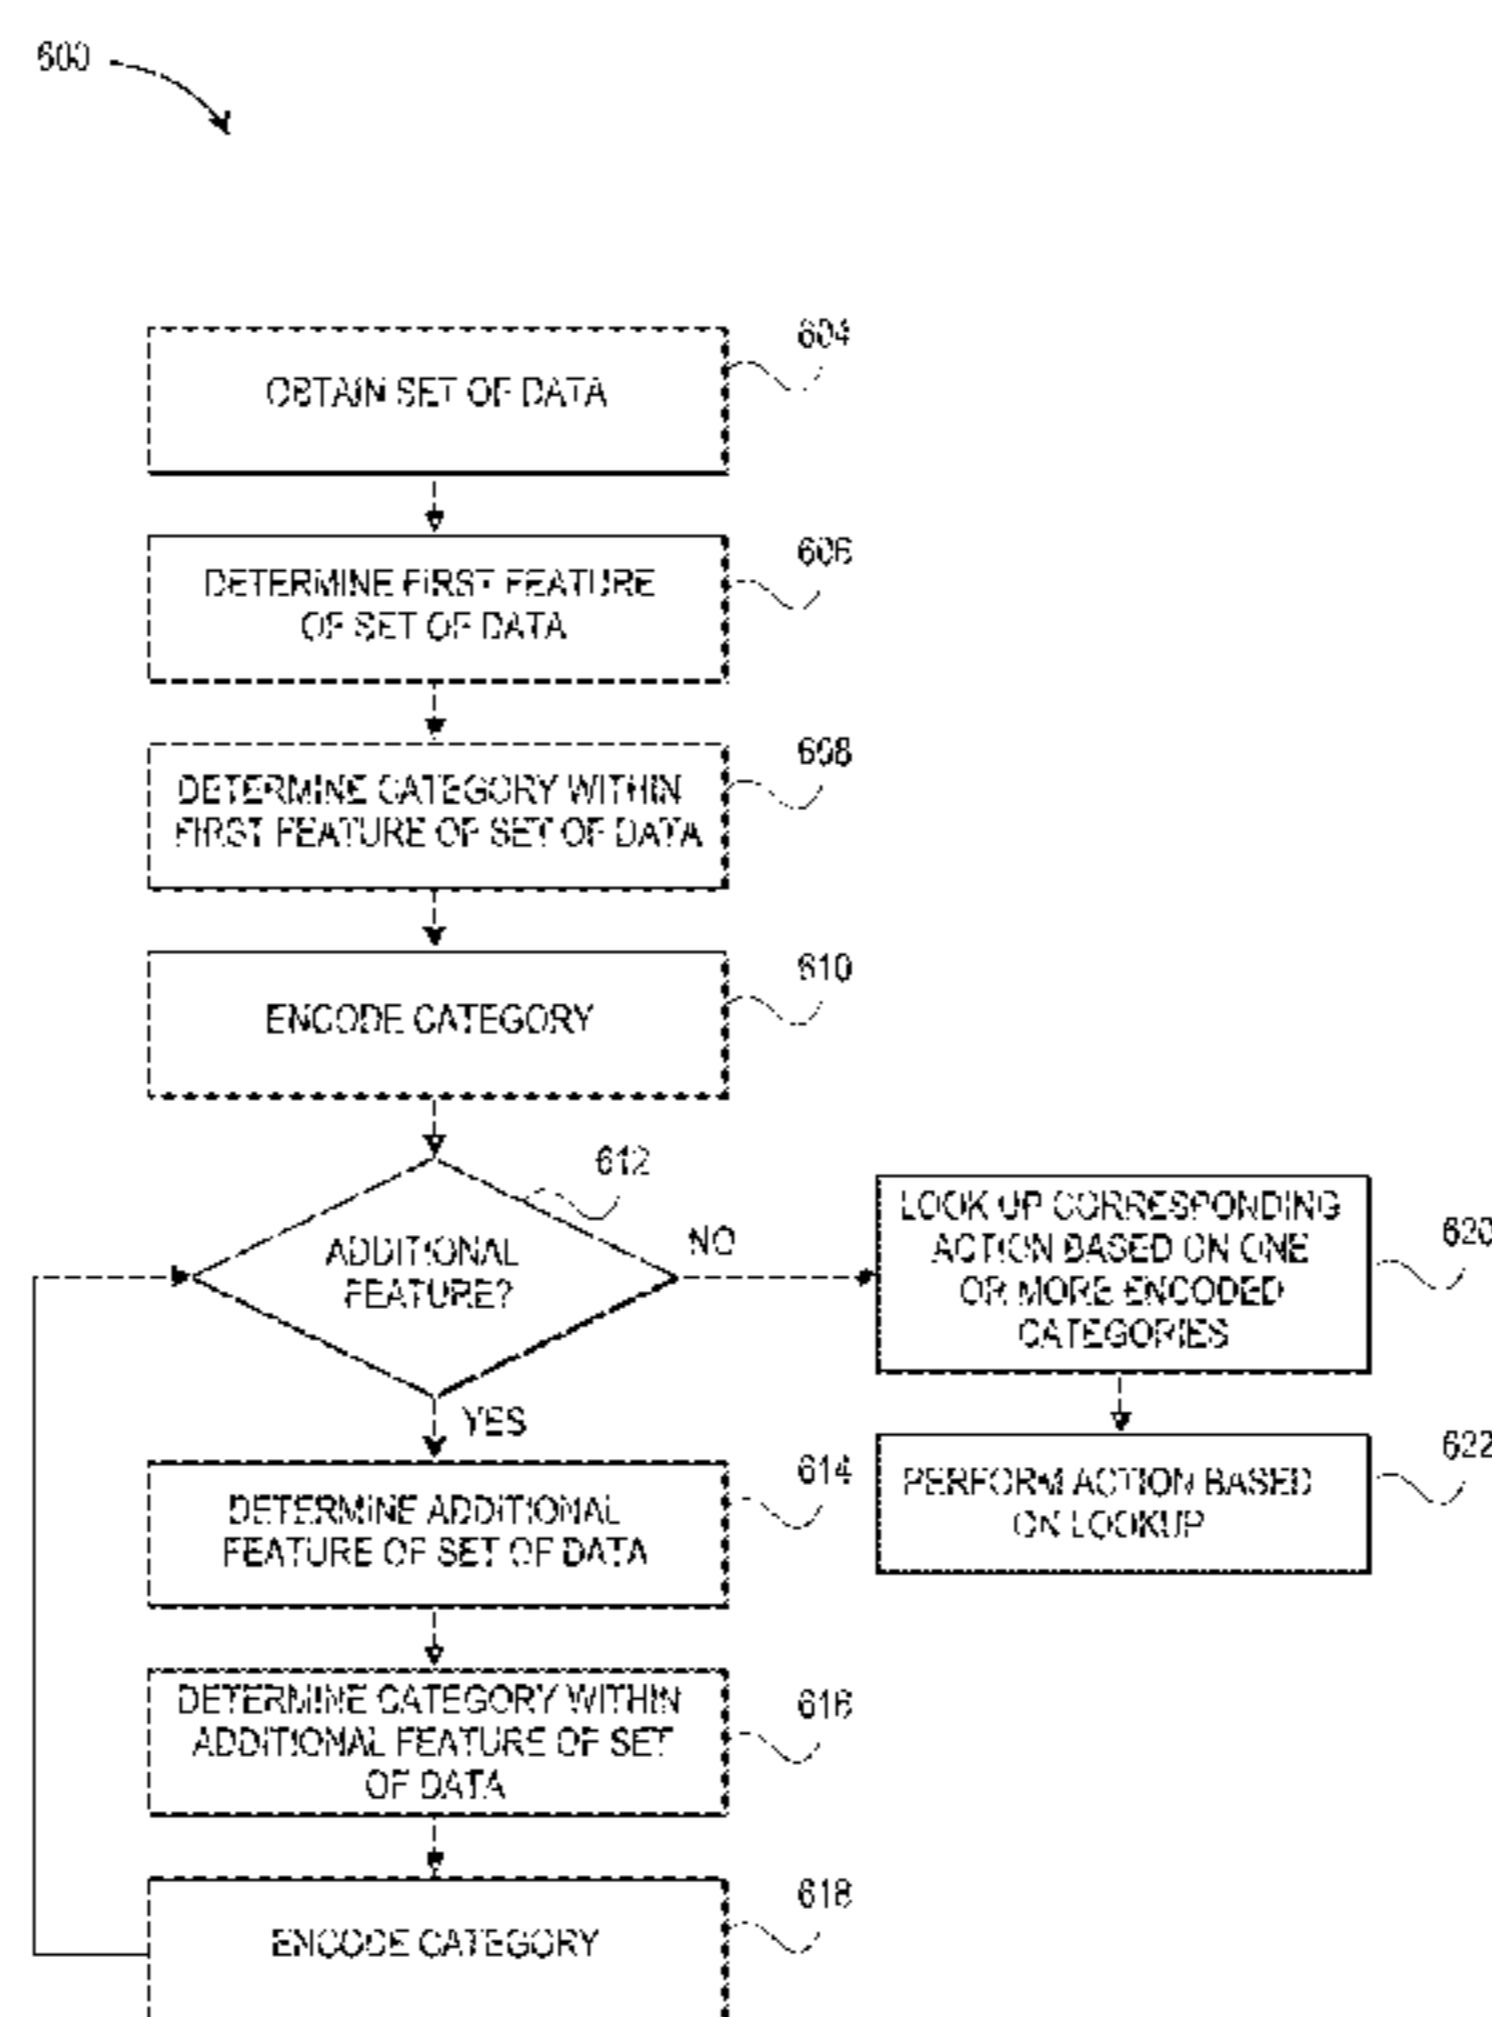 600
604
OBTAIN SET OF DATA
606
DETERMINE FIRST FEATURE
OF SET OF DATA
608
DETERMINE CATEGORY WITHIN
FIRST FEATURE OF SET OF DATA
610
ENCODE CATEGORY
612
ADDITIONAL
FEATURE?
NO
YES
LOOK UP CORRESPONDING
ACTION BASED ON ONE
OR MORE ENCODED
CATEGORIES
620
PERFORM ACTION BASED
ON LOOKUP
622
614
DETERMINE ADDITIONAL
FEATURE OF SET OF DATA
616
DETERMINE CATEGORY WITHIN
ADDITIONAL FEATURE OF SET
OF DATA
618
ENCODE CATEGORY